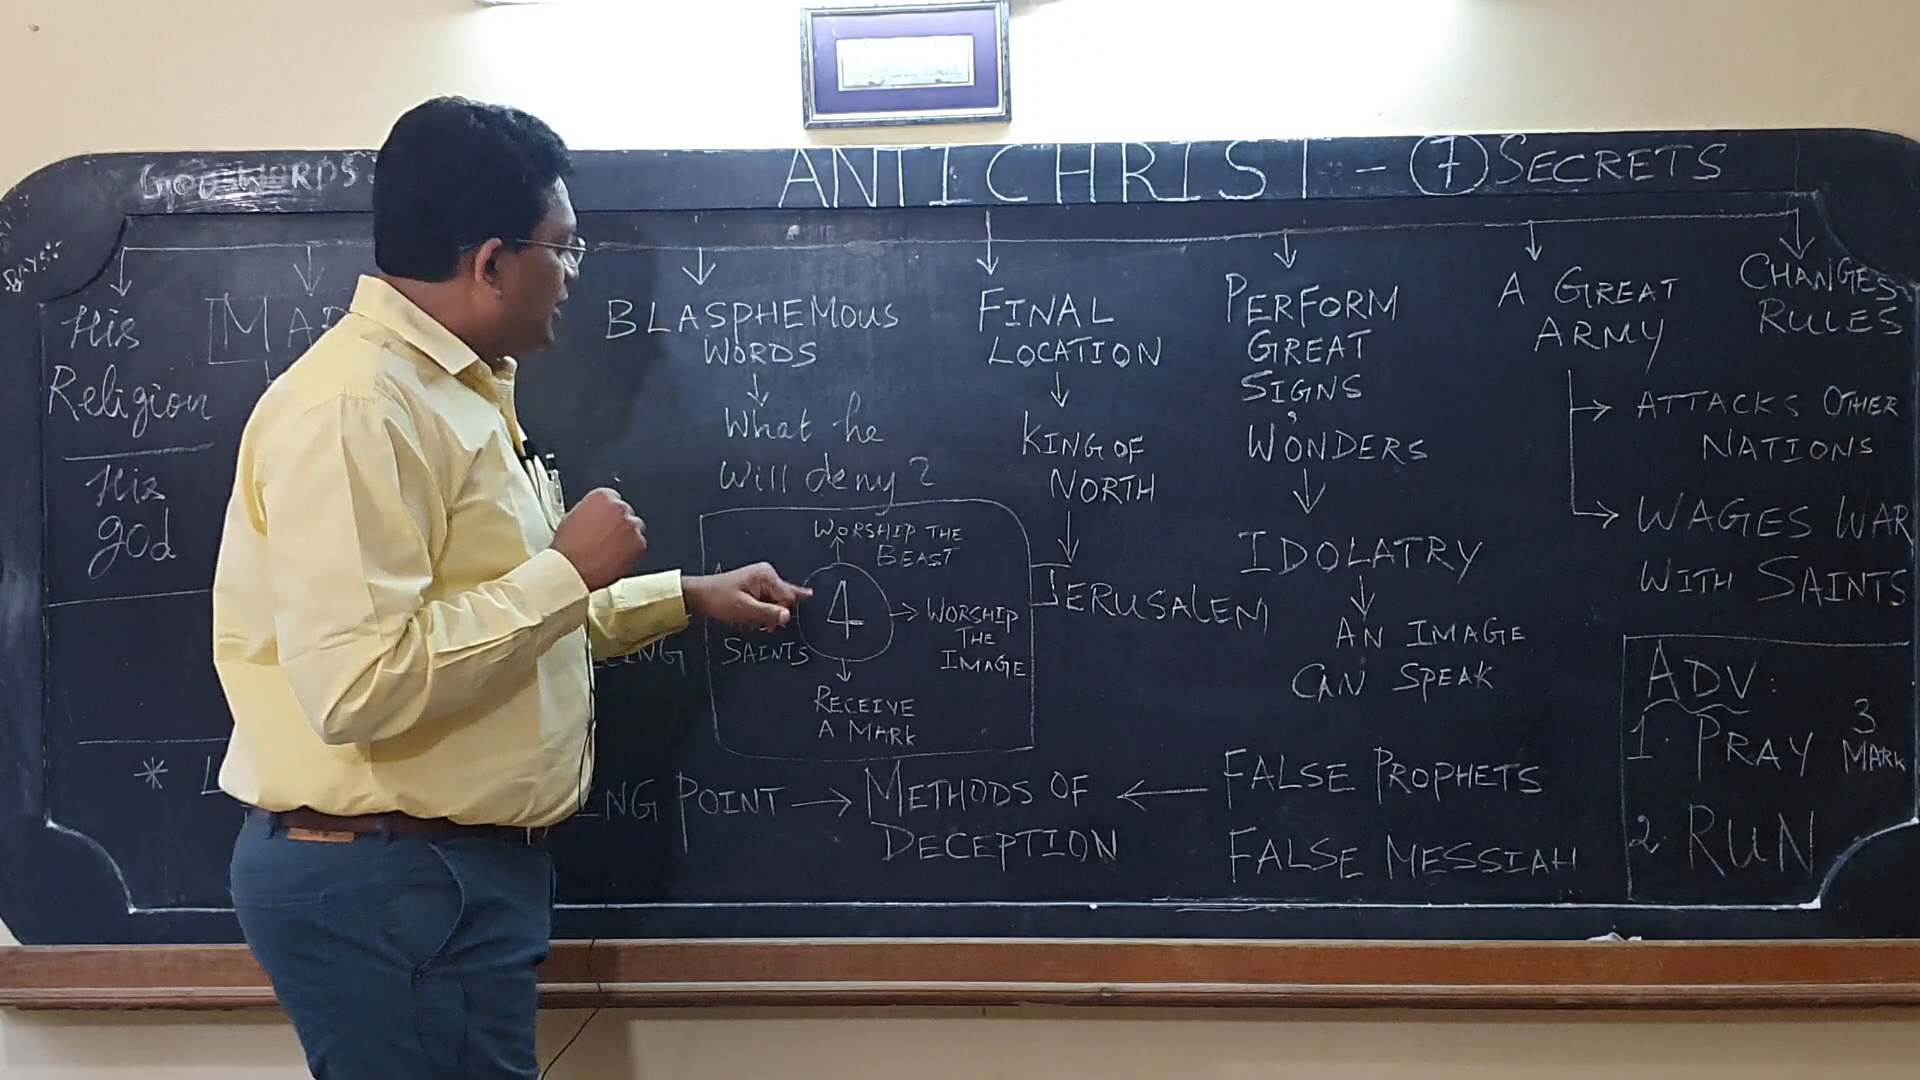 ANTICHRIST - 7 SECRETS
WORDS
DAYS:
His
Religion
His
god
BLASPHEMOUS
WORDS
What he
will deny?
WORSHIP THE
BEAST
4
WORSHIP
THE
IMAGE
SAINTS
RECEIVE
A MARK
FINAL
LOCATION
KING OF
NORTH
JERUSALEM
PERFORM
GREAT
SIGNS
&
WONDERS
IDOLATRY
AN IMAGE
CAN SPEAK
A GREAT
ARMY
ATTACKS OTHER
NATIONS
WAGES WAR
WITH SAINTS
CHANGES
RULES
* L
ING POINT → METHODS OF
DECEPTION
← FALSE PROPHETS
FALSE MESSIAH
ADV:
1. PRAY 3
MARK
2. RUN